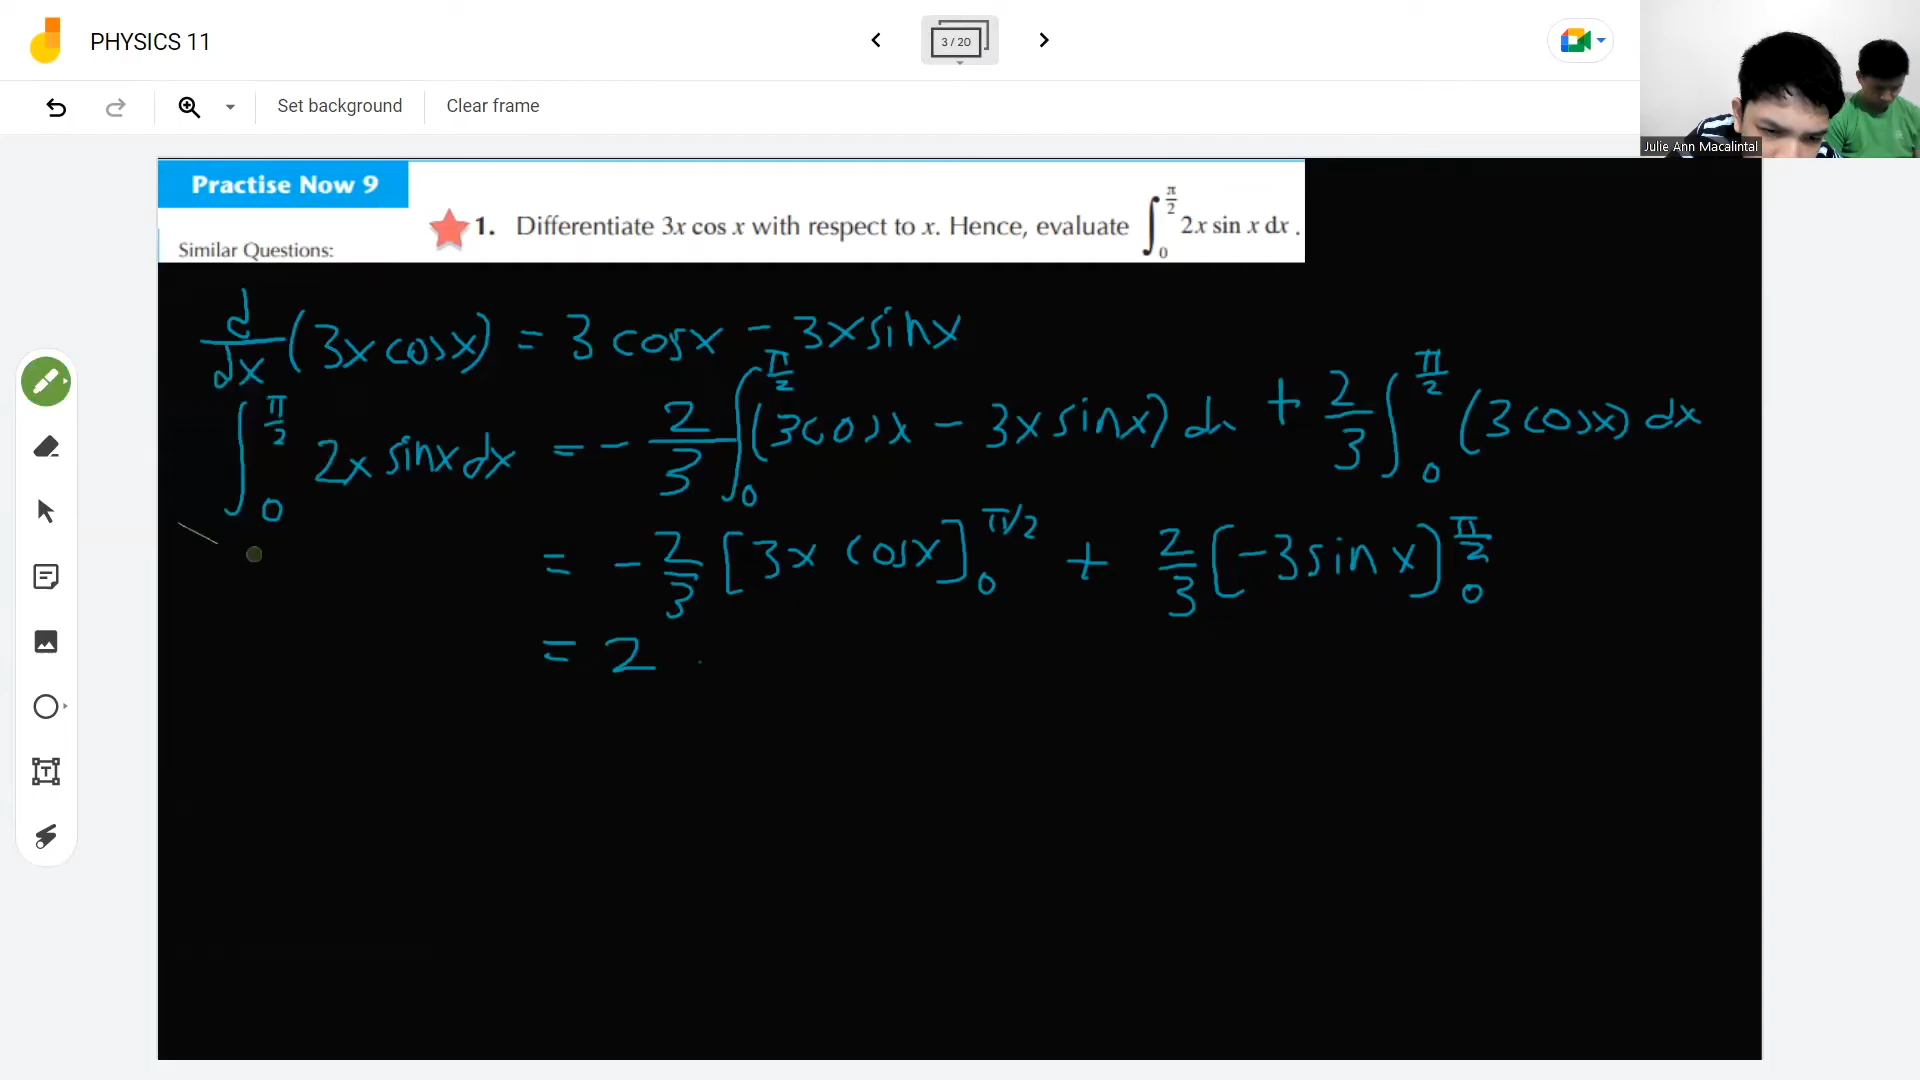 PHYSICS 11
3 / 20
Set background
Clear frame
Julie Ann Macalintal
Practise Now 9
Similar Questions:
1. Differentiate 3x cos x with respect to x. Hence, evaluate ∫₀^(π/2) 2x sin x dx.
d/dx (3x cosx) = 3 cosx - 3x sinx
∫₀^(π/2) 2x sinx dx = - 2/3 ∫₀^(π/2) (3cosx - 3x sinx) dx + 2/3 ∫₀^(π/2) (3 cosx) dx
= - 2/3 [3x cosx]₀^(π/2) + 2/3 [-3 sin x]₀^(π/2)
= 2